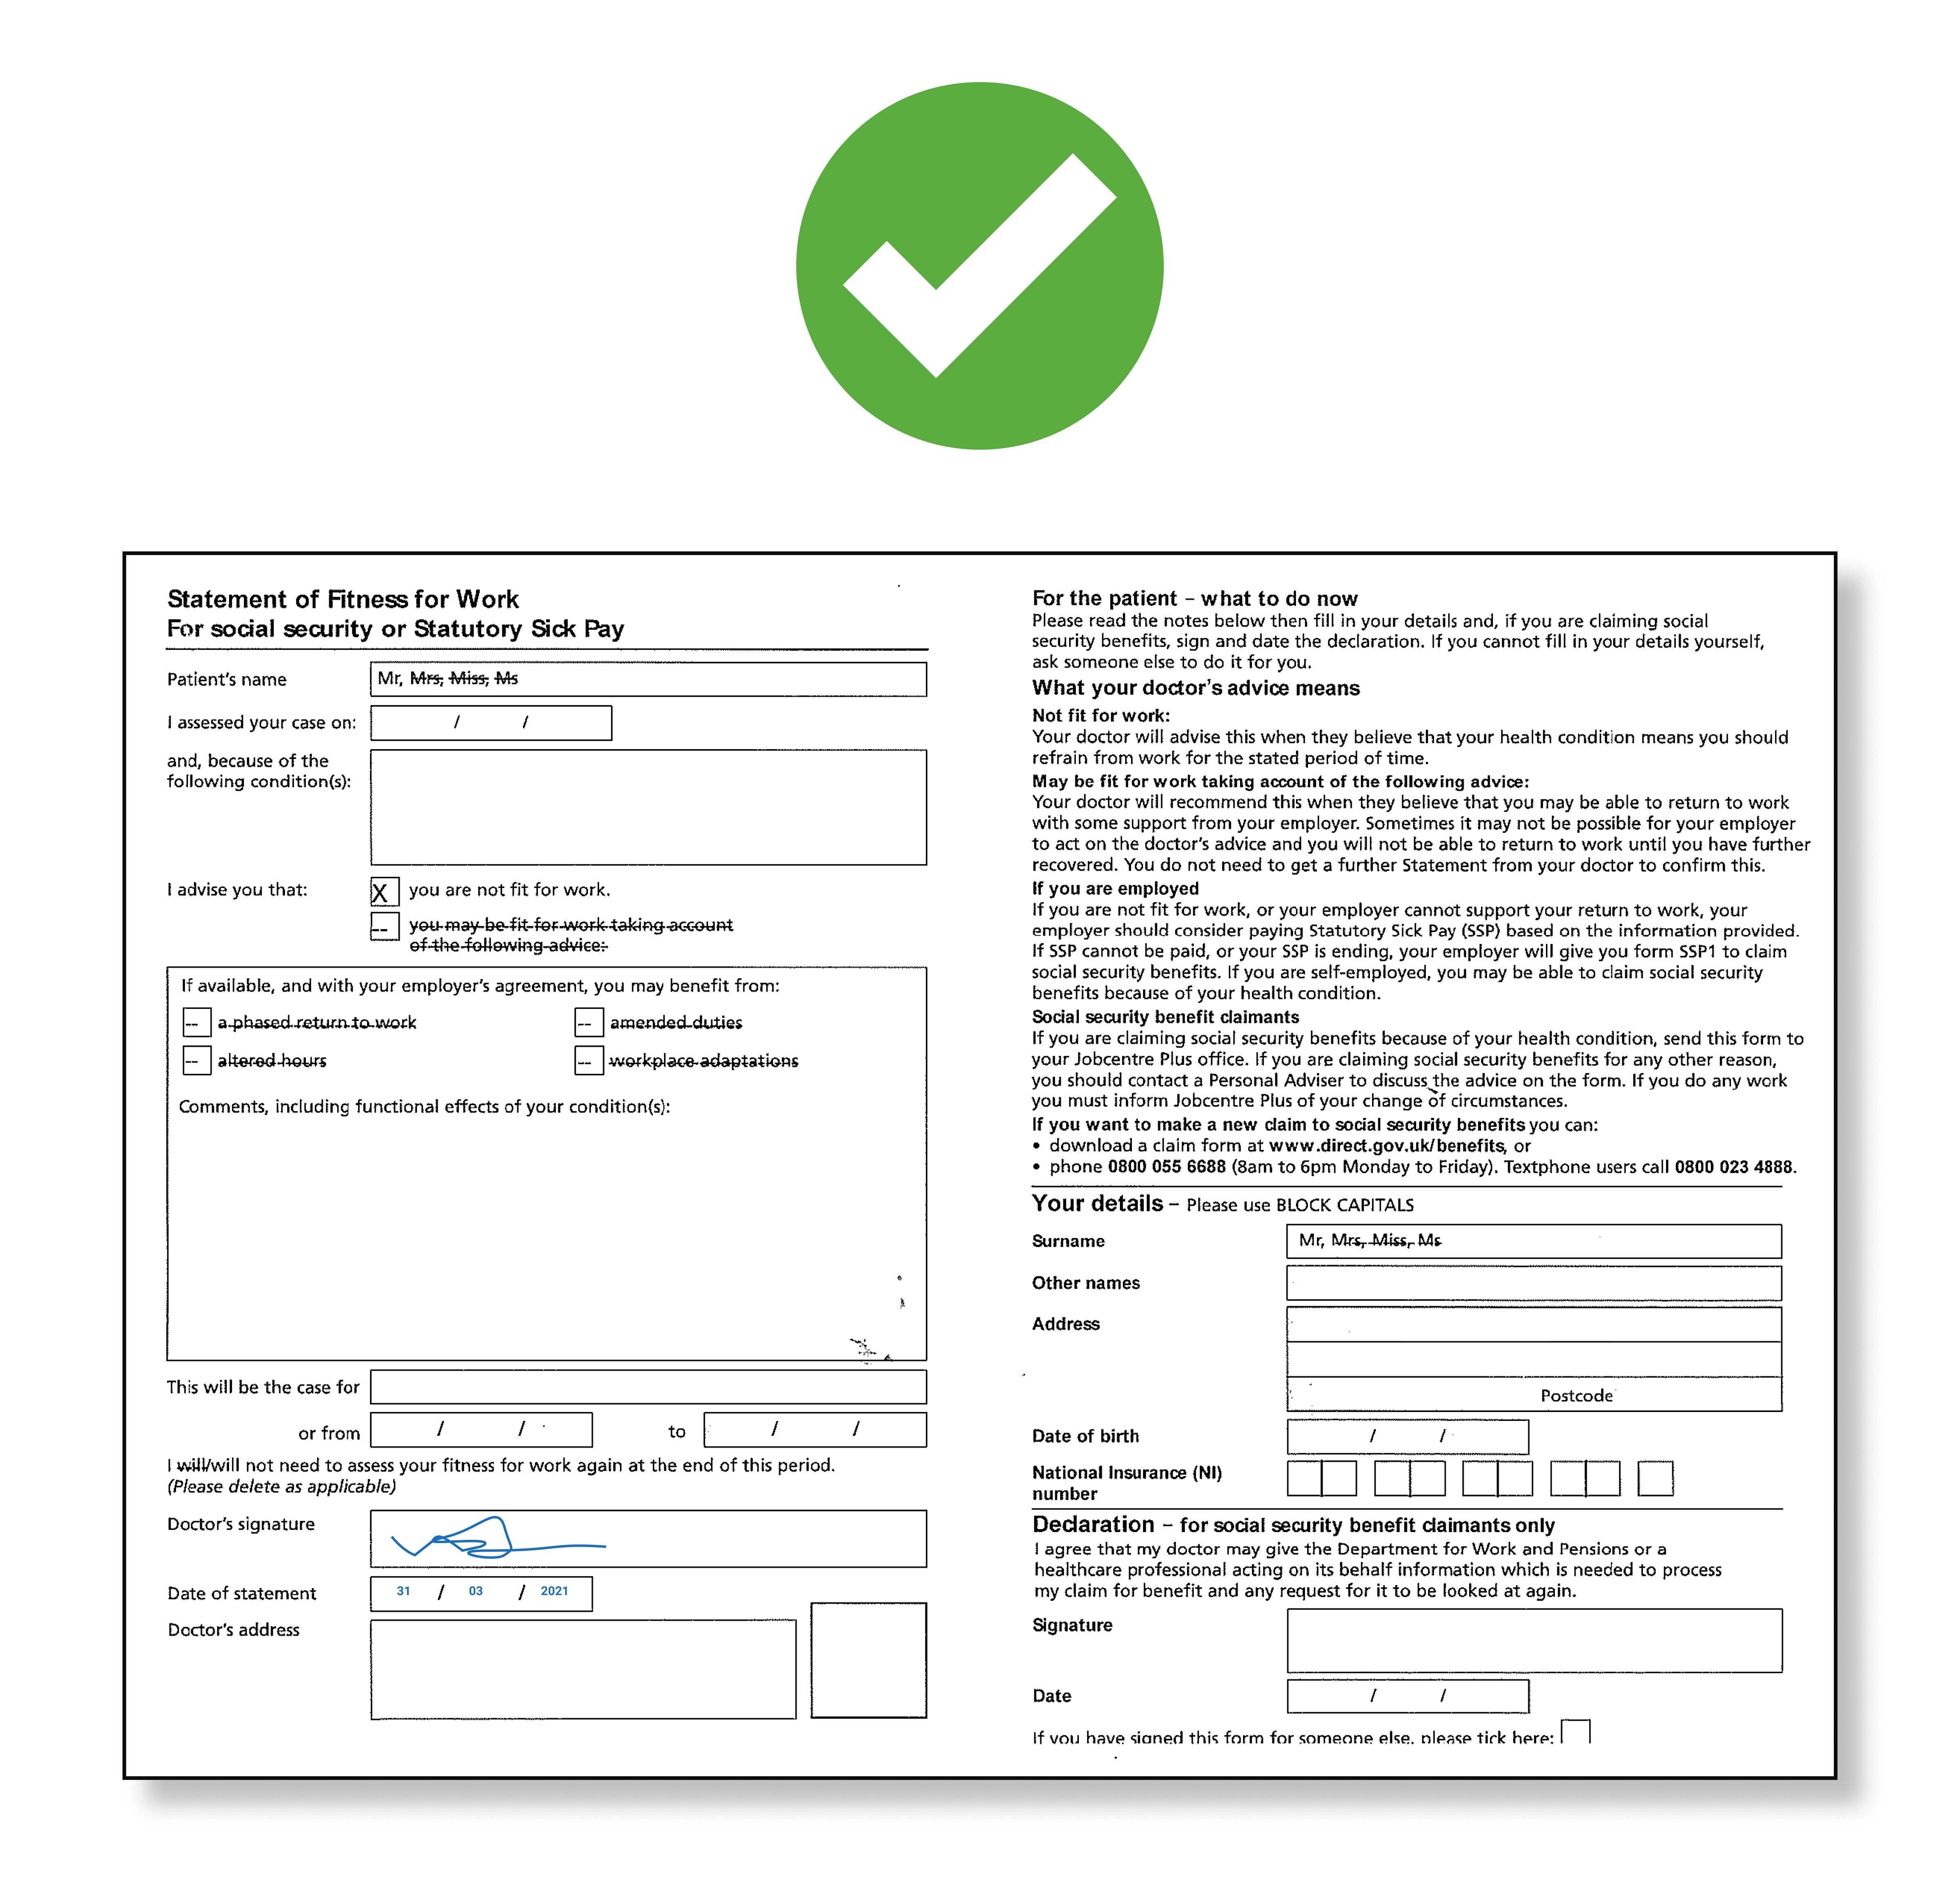 Statement of Fitness for Work
For social security or Statutory Sick Pay
Patient's name
Mr, Mrs, Miss, Ms
I assessed your case on: / /
and, because of the
following condition(s):
I advise you that:
X you are not fit for work.
-- you may be fit for work taking account
of the following advice:
If available, and with your employer's agreement, you may benefit from:
-- a phased return to work
-- amended duties
-- altered hours
-- workplace adaptations
Comments, including functional effects of your condition(s):
This will be the case for
or from / / to / /
I will/will not need to assess your fitness for work again at the end of this period.
(Please delete as applicable)
Doctor's signature
Date of statement 31 / 03 / 2021
Doctor's address
For the patient – what to do now
Please read the notes below then fill in your details and, if you are claiming social
security benefits, sign and date the declaration. If you cannot fill in your details yourself,
ask someone else to do it for you.
What your doctor's advice means
Not fit for work:
Your doctor will advise this when they believe that your health condition means you should
refrain from work for the stated period of time.
May be fit for work taking account of the following advice:
Your doctor will recommend this when they believe that you may be able to return to work
with some support from your employer. Sometimes it may not be possible for your employer
to act on the doctor's advice and you will not be able to return to work until you have further
recovered. You do not need to get a further Statement from your doctor to confirm this.
If you are employed
If you are not fit for work, or your employer cannot support your return to work, your
employer should consider paying Statutory Sick Pay (SSP) based on the information provided.
If SSP cannot be paid, or your SSP is ending, your employer will give you form SSP1 to claim
social security benefits. If you are self-employed, you may be able to claim social security
benefits because of your health condition.
Social security benefit claimants
If you are claiming social security benefits because of your health condition, send this form to
your Jobcentre Plus office. If you are claiming social security benefits for any other reason,
you should contact a Personal Adviser to discuss the advice on the form. If you do any work
you must inform Jobcentre Plus of your change of circumstances.
If you want to make a new claim to social security benefits you can:
• download a claim form at www.direct.gov.uk/benefits, or
• phone 0800 055 6688 (8am to 6pm Monday to Friday). Textphone users call 0800 023 4888.
Your details – Please use BLOCK CAPITALS
Surname
Mr, Mrs, Miss, Ms
Other names
Address
Postcode
Date of birth / /
National Insurance (NI)
number
Declaration – for social security benefit claimants only
I agree that my doctor may give the Department for Work and Pensions or a
healthcare professional acting on its behalf information which is needed to process
my claim for benefit and any request for it to be looked at again.
Signature
Date / /
If you have signed this form for someone else, please tick here: